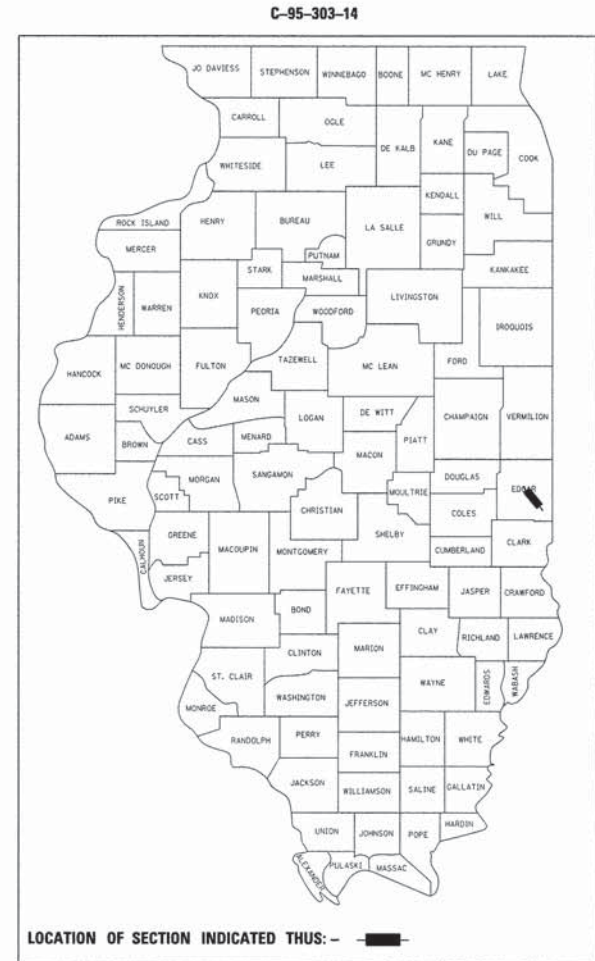 C-95-303-14
JO DAVIESS
STEPHENSON
WINNEBAGO
BOONE
MC HENRY
LAKE
CARROLL
OGLE
DE KALB
KANE
DU PAGE
COOK
WHITESIDE
LEE
KENDALL
WILL
ROCK ISLAND
HENRY
BUREAU
LA SALLE
GRUNDY
MERCER
PUTNAM
STARK
MARSHALL
KANKAKEE
HENDERSON
WARREN
KNOX
PEORIA
WOODFORD
LIVINGSTON
IROQUOIS
HANCOCK
MC DONOUGH
FULTON
TAZEWELL
MC LEAN
FORD
MASON
SCHUYLER
LOGAN
DE WITT
CHAMPAIGN
VERMILION
ADAMS
BROWN
CASS
MENARD
MACON
PIATT
MORGAN
SANGAMON
DOUGLAS
EDGAR
PIKE
SCOTT
CHRISTIAN
MOULTRIE
COLES
GREENE
MACOUPIN
MONTGOMERY
SHELBY
CUMBERLAND
CLARK
CALHOUN
JERSEY
FAYETTE
EFFINGHAM
JASPER
CRAWFORD
MADISON
BOND
CLAY
RICHLAND
LAWRENCE
CLINTON
MARION
ST. CLAIR
WAYNE
EDWARDS
WABASH
WASHINGTON
JEFFERSON
MONROE
RANDOLPH
PERRY
HAMILTON
WHITE
FRANKLIN
JACKSON
WILLIAMSON
SALINE
GALLATIN
UNION
JOHNSON
POPE
HARDIN
ALEXANDER
PULASKI
MASSAC
LOCATION OF SECTION INDICATED THUS: -